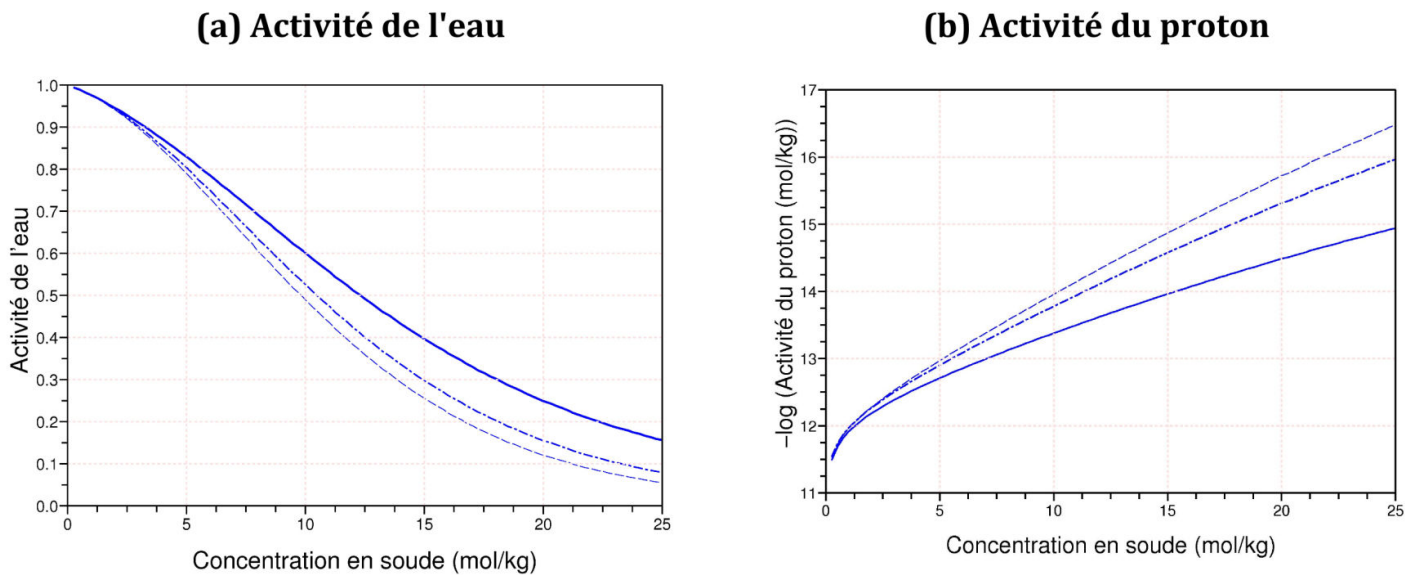 (a) Activité de l'eau
(b) Activité du proton
Activité de l'eau
1.0
0.9
0.8
0.7
0.6
0.5
0.4
0.3
0.2
0.1
0.0
0 5 10 15 20 25
Concentration en soude (mol/kg)
−log (Activité du proton (mol/kg))
17
16
15
14
13
12
11
0 5 10 15 20 25
Concentration en soude (mol/kg)